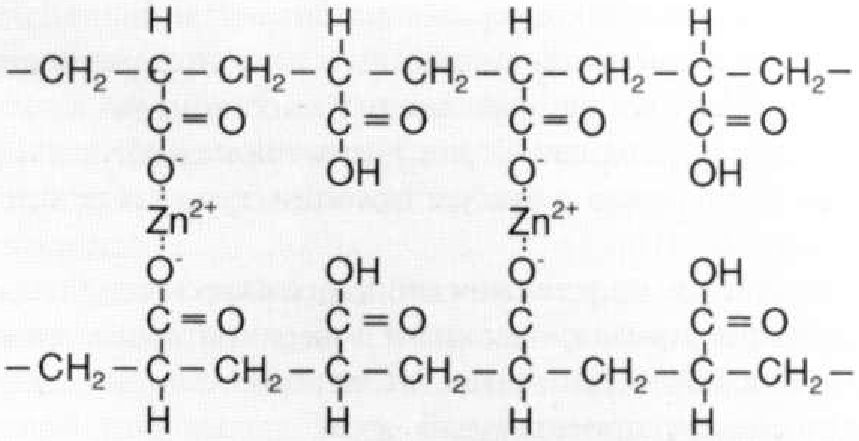 H H H H
–CH₂–C–CH₂–C–CH₂–C–CH₂–C–CH₂–
C=O C=O C=O C=O
O OH O OH
Zn²⁺ Zn²⁺
O⁻ OH O⁻ OH
C=O C=O C C=O
–CH₂–C–CH₂–C–CH₂–C–CH₂–C–CH₂–
H H H H